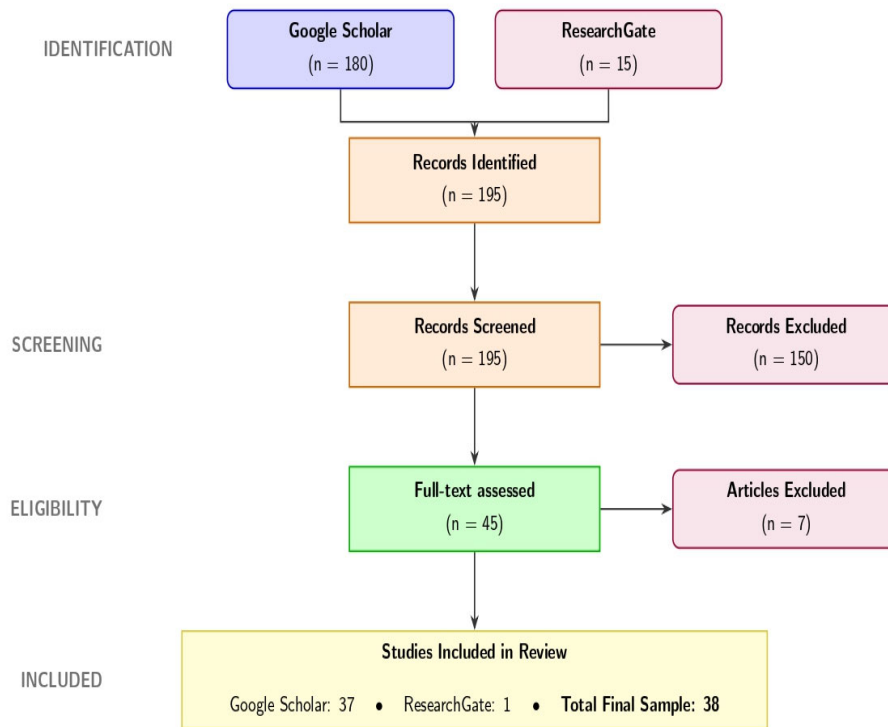 IDENTIFICATION
Google Scholar
(n = 180)
ResearchGate
(n = 15)
Records Identified
(n = 195)
SCREENING
Records Screened
(n = 195)
Records Excluded
(n = 150)
ELIGIBILITY
Full-text assessed
(n = 45)
Articles Excluded
(n = 7)
INCLUDED
Studies Included in Review
Google Scholar: 37 • ResearchGate: 1 • Total Final Sample: 38